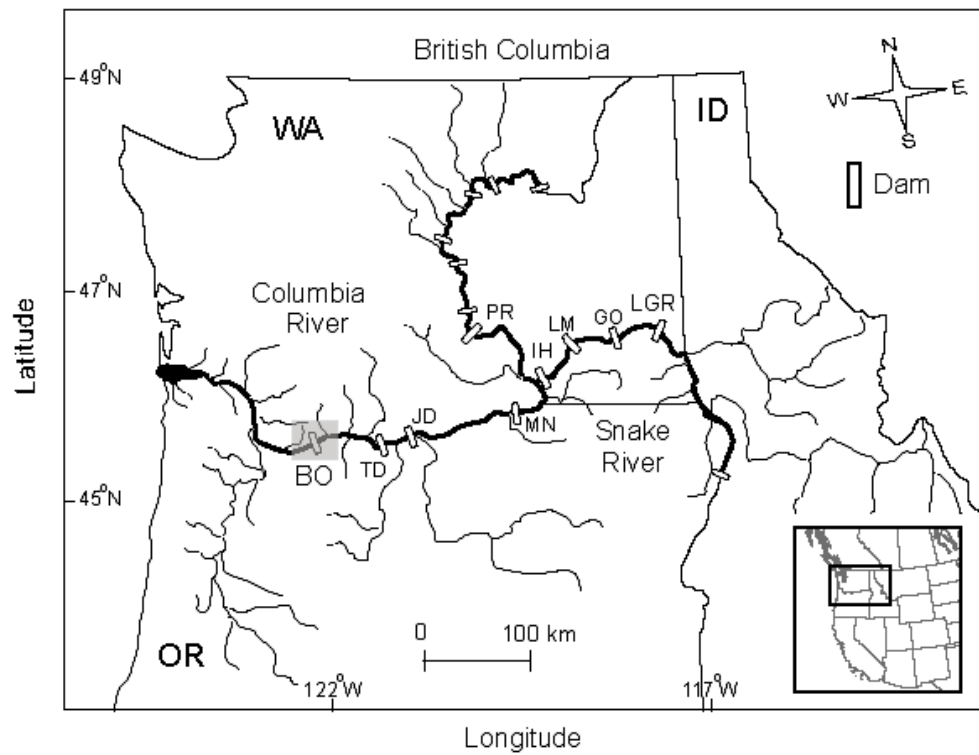 British Columbia
49°N
N
W
E
S
WA
ID
Dam
47°N
Columbia
River
PR
LM
GO
LGR
IH
Latitude
JD
MN
Snake
River
BO
TD
45°N
0
100 km
OR
122°W
117°W
Longitude